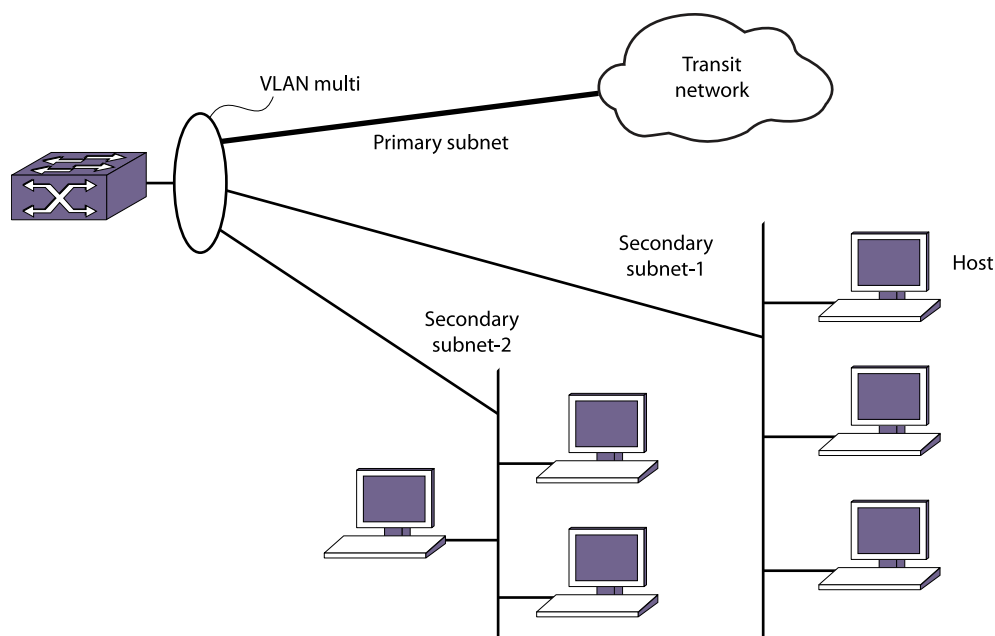 Transit
network
VLAN multi
Primary subnet
Secondary
subnet-1
Host
Secondary
subnet-2